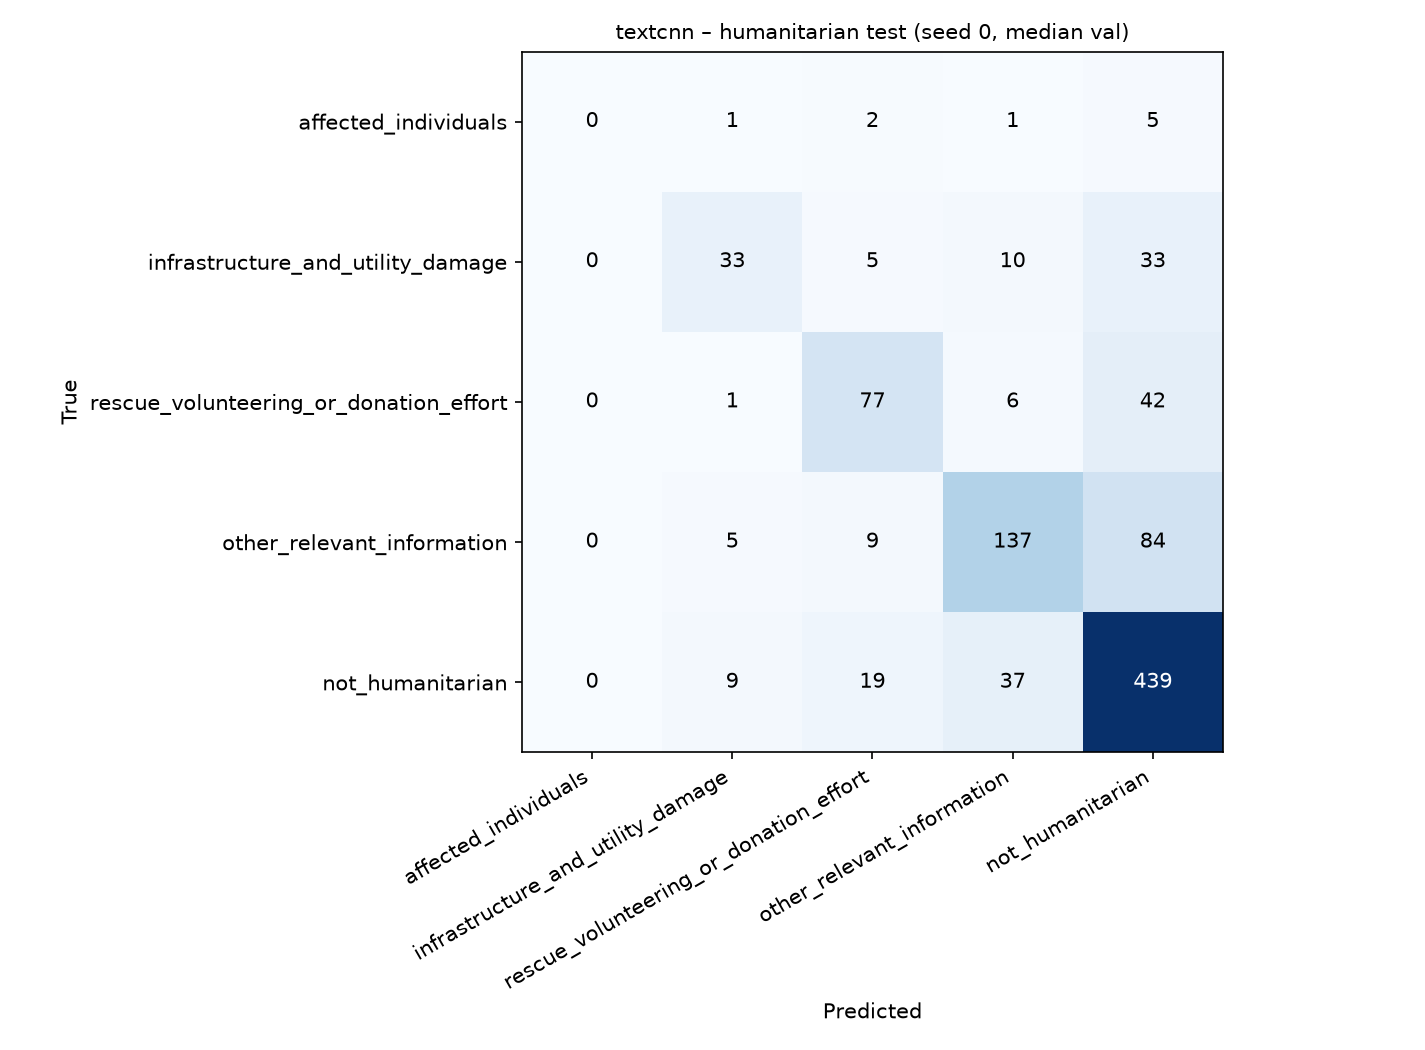 textcnn – humanitarian test (seed 0, median val)
affected_individuals 0 1 2 1 5
infrastructure_and_utility_damage 0 33 5 10 33
rescue_volunteering_or_donation_effort 0 1 77 6 42
other_relevant_information 0 5 9 137 84
not_humanitarian 0 9 19 37 439
True
affected_individuals
infrastructure_and_utility_damage
rescue_volunteering_or_donation_effort
other_relevant_information
not_humanitarian
Predicted